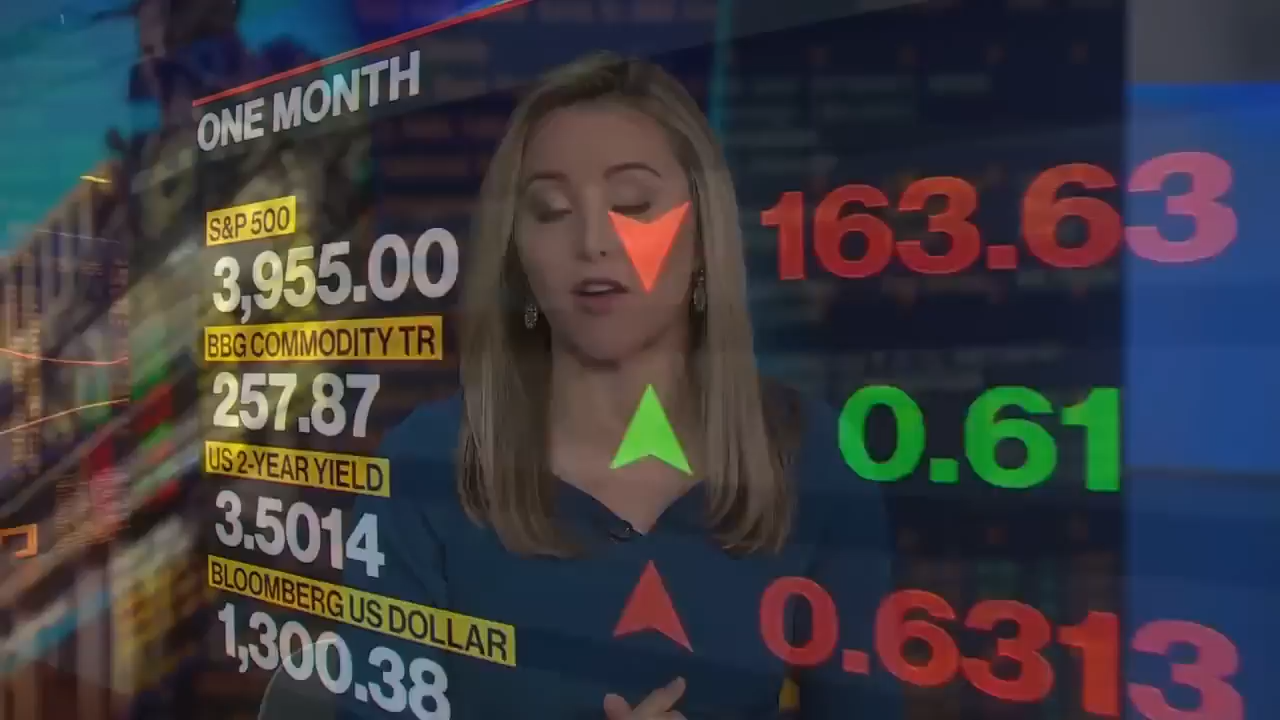 ONE MONTH
S&P 500
3,955.00 163.63
BBG COMMODITY TR
257.87 0.61
US 2-YEAR YIELD
3.5014 0.6313
BLOOMBERG US DOLLAR
1,300.38